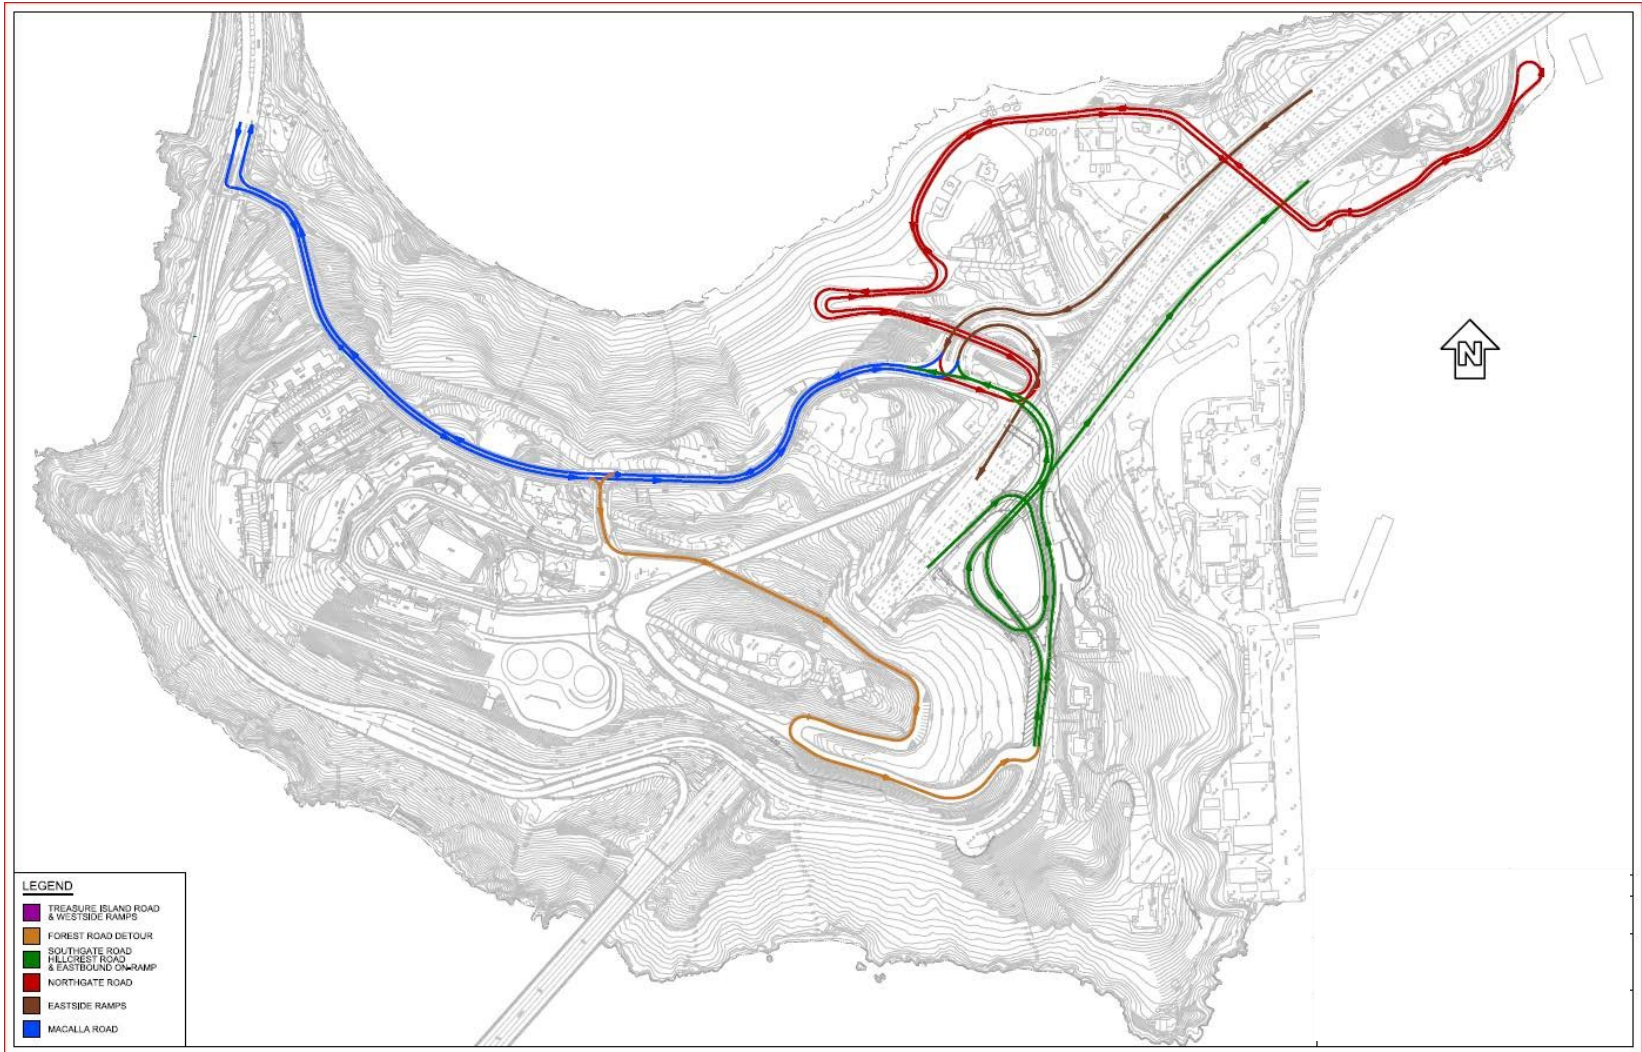 200
N
LEGEND
TREASURE ISLAND ROAD
& WESTSIDE RAMPS
FOREST ROAD DETOUR
SOUTHGATE ROAD
HILLCREST ROAD
& EASTBOUND ON-RAMP
NORTHGATE ROAD
EASTSIDE RAMPS
MACALLA ROAD